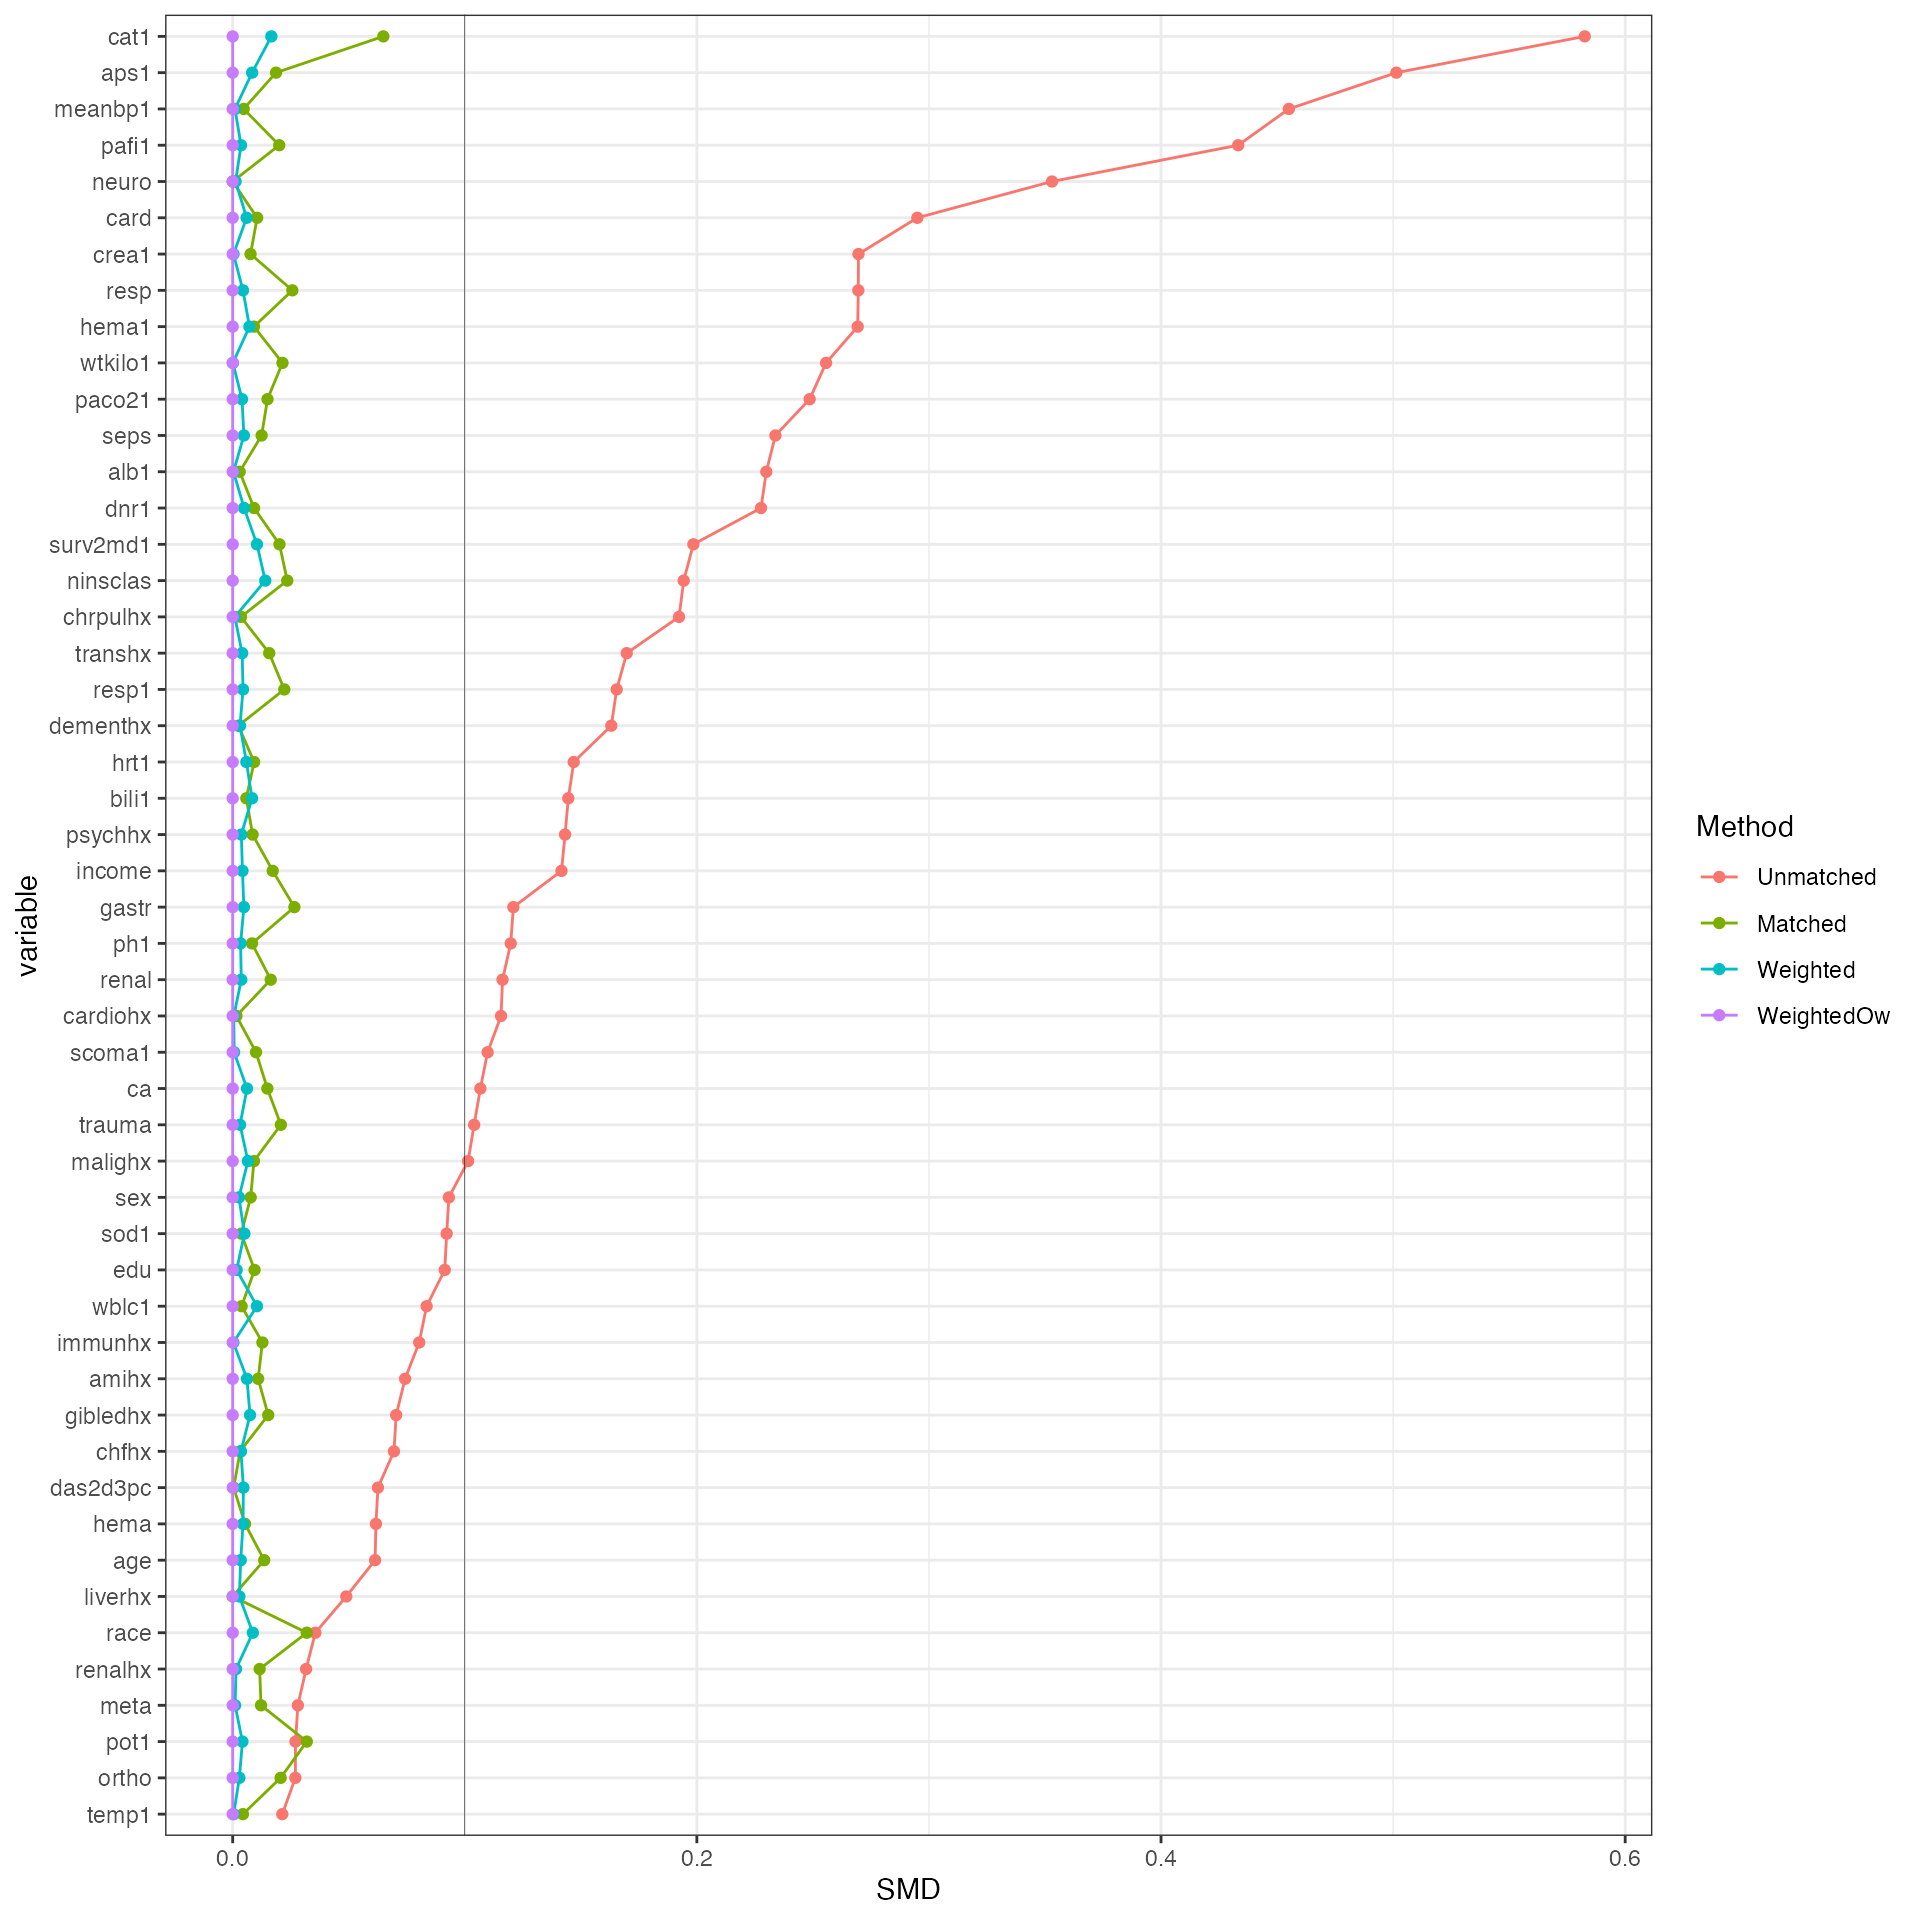 cat1
aps1
meanbp1
pafi1
neuro
card
crea1
resp
hema1
wtkilo1
paco21
seps
alb1
dnr1
surv2md1
ninsclas
chrpulhx
transhx
resp1
dementhx
hrt1
bili1
psychhx
income
gastr
ph1
renal
cardiohx
scoma1
ca
trauma
malighx
sex
sod1
edu
wblc1
immunhx
amihx
gibledhx
chfhx
das2d3pc
hema
age
liverhx
race
renalhx
meta
pot1
ortho
temp1
variable
0.0 0.2 0.4 0.6
SMD
Method
Unmatched
Matched
Weighted
WeightedOw